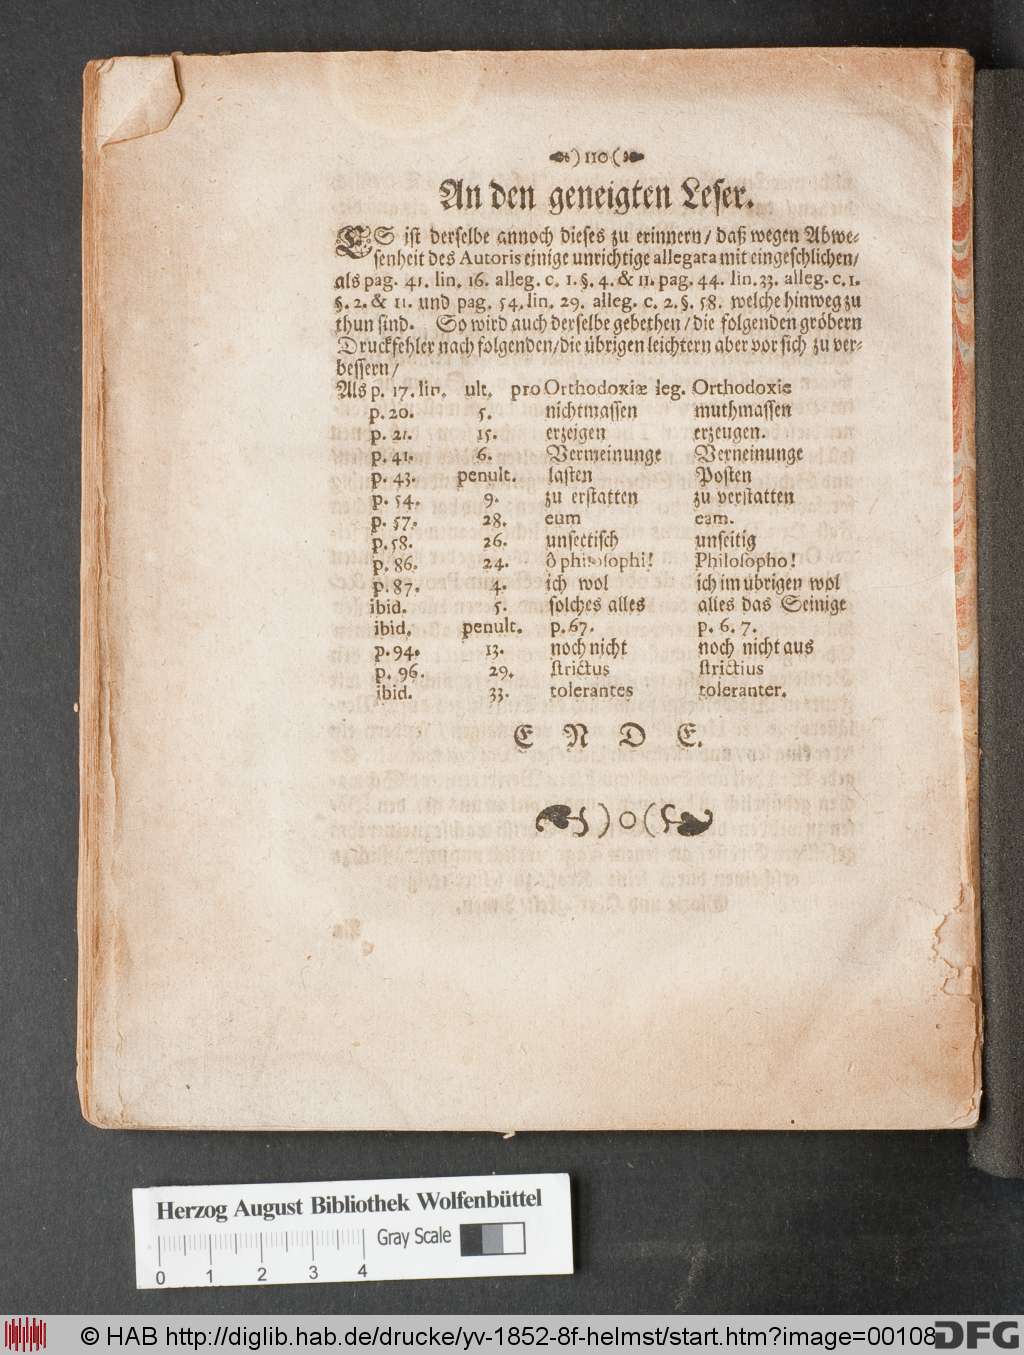 )110(
An den geneigten Leser.
ES ist derselbe annoch dieses zu erinnern/ daß wegen Abwe-
senheit des Autoris einige unrichtige allegata mit eingeschlichen/
als pag. 41. lin. 16. alleg. c. 1. §. 4. & 11. pag. 44. lin. 33. alleg. c. 1.
§. 2. & 11. und pag. 54. lin. 29. alleg. c. 2. §. 58. welche hinweg zu
thun sind. So wird auch derselbe gebethen/ die folgenden gröbern
Druckfehler nach folgenden/ die übrigen leichtern aber vor sich zu ver-
bessern/
Als p. 17. lin. ult. pro Orthodoxiæ leg. Orthodoxie
p. 20. 5. nichtmassen muthmassen
p. 21. 15. erzeigen erzeugen.
p. 41. 6. Vermeinunge Verneinunge
p. 43. penult. lasten Posten
p. 54. 9. zu erstatten zu verstatten
p. 57. 28. eum eam.
p. 58. 26. unsectisch unseitig
p. 86. 24. ô philosophi! Philosopho!
p. 87. 4. ich wol ich im übrigen wol
ibid. 5. solches alles alles das Seinige
ibid. penult. p. 67. p. 6. 7.
p. 94. 13. noch nicht noch nicht aus
p. 96. 29. strictus strictius
ibid. 33. tolerantes toleranter.
E N D E.
)o(
Herzog August Bibliothek Wolfenbüttel
Gray Scale
0 1 2 3 4
© HAB http://diglib.hab.de/drucke/yv-1852-8f-helmst/start.htm?image=00108
DFG